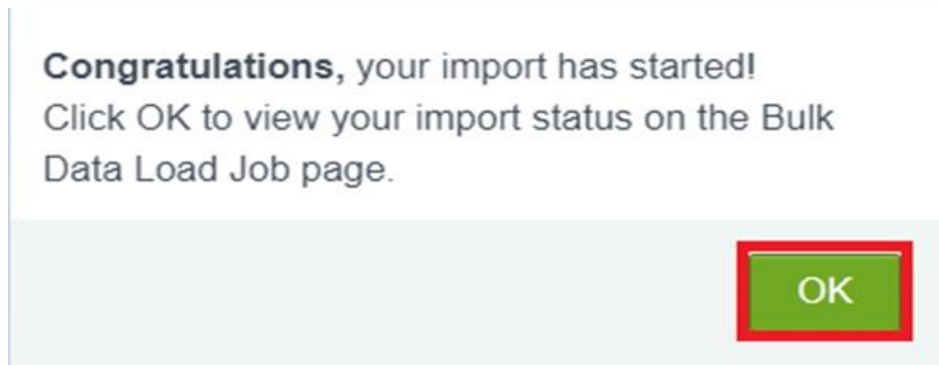 Congratulations, your import has started!
Click OK to view your import status on the Bulk
Data Load Job page.
OK